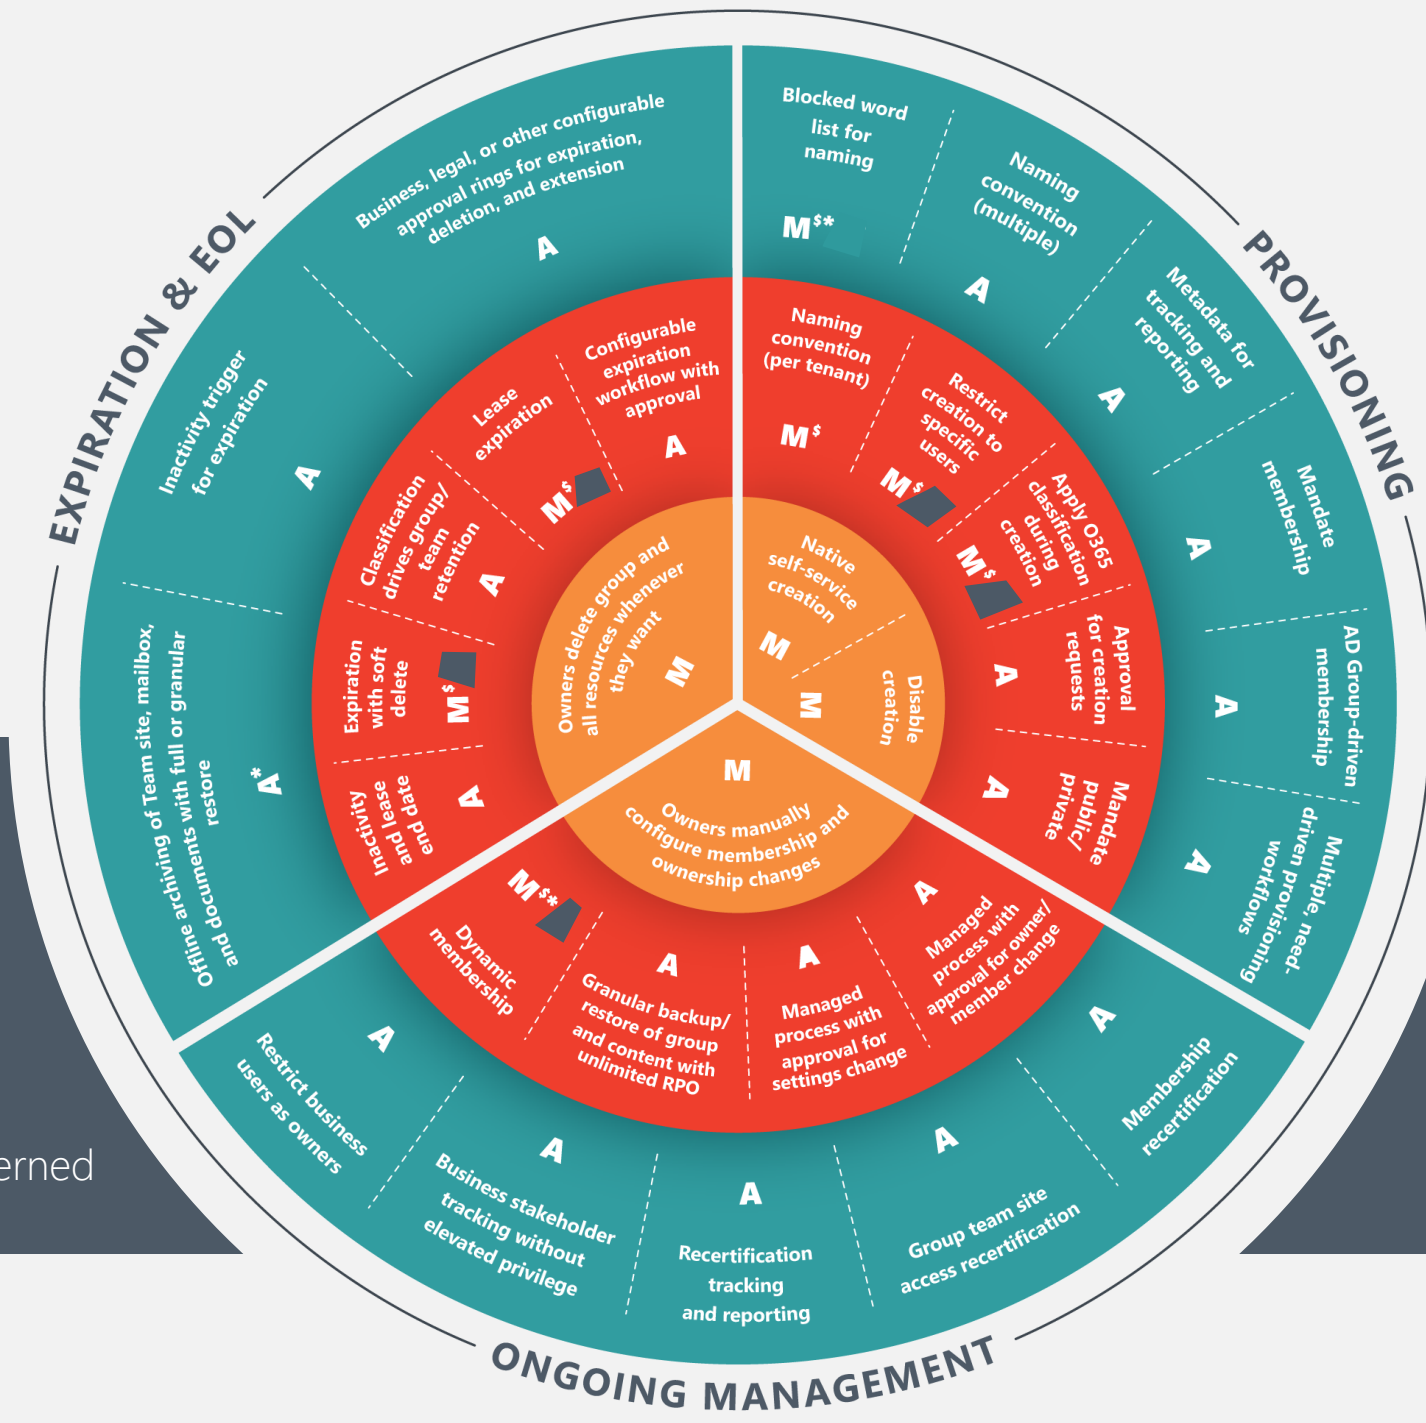 EXPIRATION & EOL
PROVISIONING
ONGOING MANAGEMENT
Blocked word
list for
naming
M$*
Naming
convention
(multiple)
A
Metadata for
tracking and
reporting
A
Mandate
membership
A
AD Group-driven
membership
A
Multiple, need-
driven provisioning
workflows
A
Naming
convention
(per tenant)
M$
Restrict
creation to
specific
users
M$
Apply O365
classification
during
creation
M$
Approval
for creation
requests
A
Mandate
public/
private
A
Native
self-service
creation
M
Disable
creation
M
M
Owners manually
configure membership and
ownership changes
A
Managed
process with
approval for owner/
member change
A
Managed
process with
approval for
settings change
A
Granular backup/
restore of group
and content with
unlimited RPO
M$*
Dynamic
membership
A
Membership
recertification
A
Group team site
access recertification
A
Recertification
tracking
and reporting
A
Business stakeholder
tracking without
elevated privilege
A
Restrict business
users as owners
Owners delete group and
all resources whenever
they want
M
Inactivity
and lease
end date
A
Expiration
with soft
delete
M$
Classification
drives group/
team
retention
A
Lease
expiration
M$
Configurable
expiration
workflow with
approval
A
Offline archiving of Team site, mailbox,
and documents with full or granular
restore
A*
Inactivity trigger
for expiration
A
Business, legal, or other configurable
approval rings for expiration,
deletion, and extension
A
erned